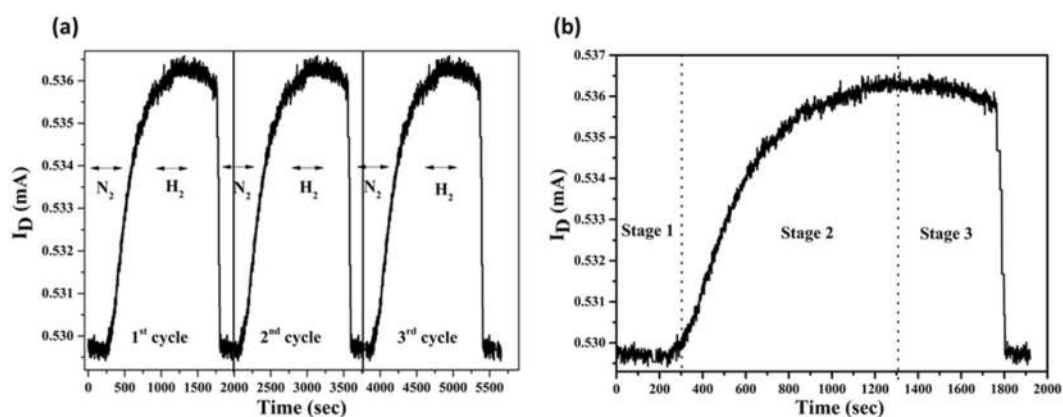 (a)
I_D (mA)
0.537
0.536
0.535
0.534
0.533
0.532
0.531
0.530
N₂
H₂
N₂
H₂
N₂
H₂
1ˢᵗ cycle
2ⁿᵈ cycle
3ʳᵈ cycle
0 500 1000 1500 2000 2500 3000 3500 4000 4500 5000 5500
Time (sec)
(b)
I_D (mA)
0.537
0.536
0.535
0.534
0.533
0.532
0.531
0.530
Stage 1
Stage 2
Stage 3
0 200 400 600 800 1000 1200 1400 1600 1800 2000
Time (sec)